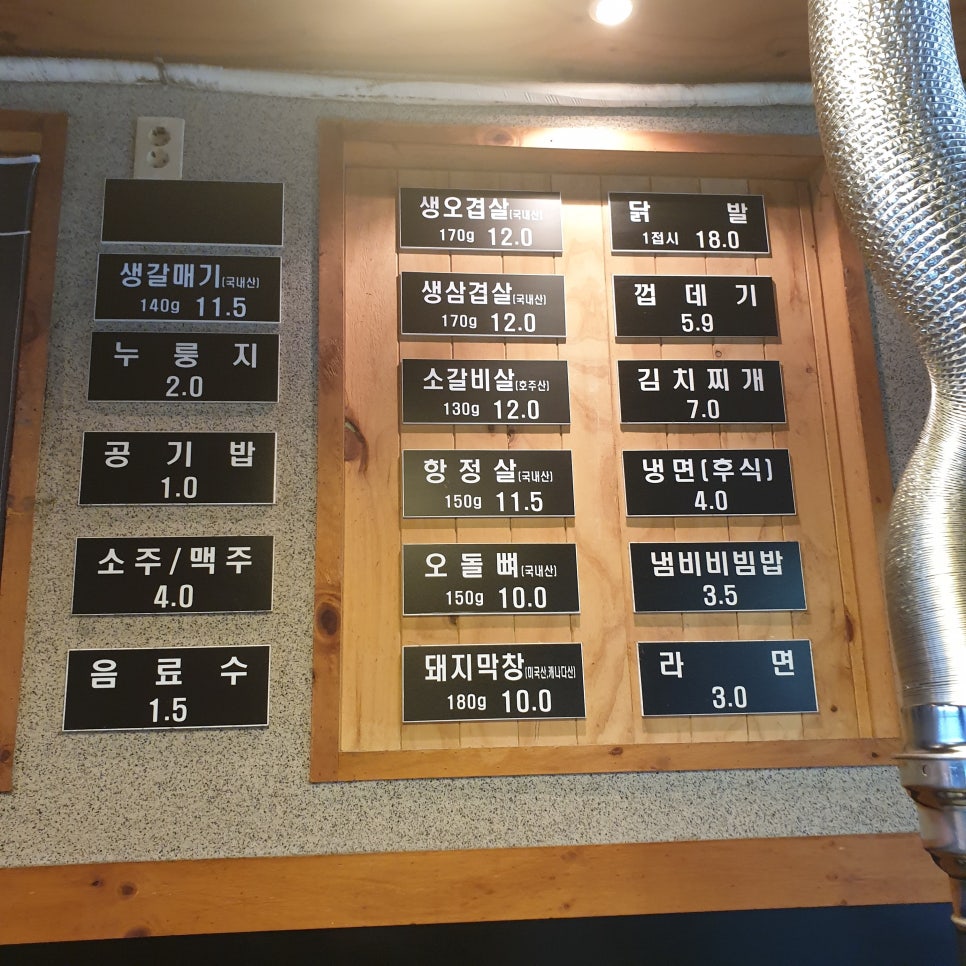 생갈매기(국내산)
140g 11.5
누룽지
2.0
공기밥
1.0
소주/맥주
4.0
음료수
1.5
생오겹살(국내산)
170g 12.0
생삼겹살(국내산)
170g 12.0
소갈비살(호주산)
130g 12.0
항정살(국내산)
150g 11.5
오돌뼈(국내산)
150g 10.0
돼지막창(미국산,캐나다산)
180g 10.0
닭발
1접시 18.0
껍데기
5.9
김치찌개
7.0
냉면(후식)
4.0
냄비비빔밥
3.5
라면
3.0